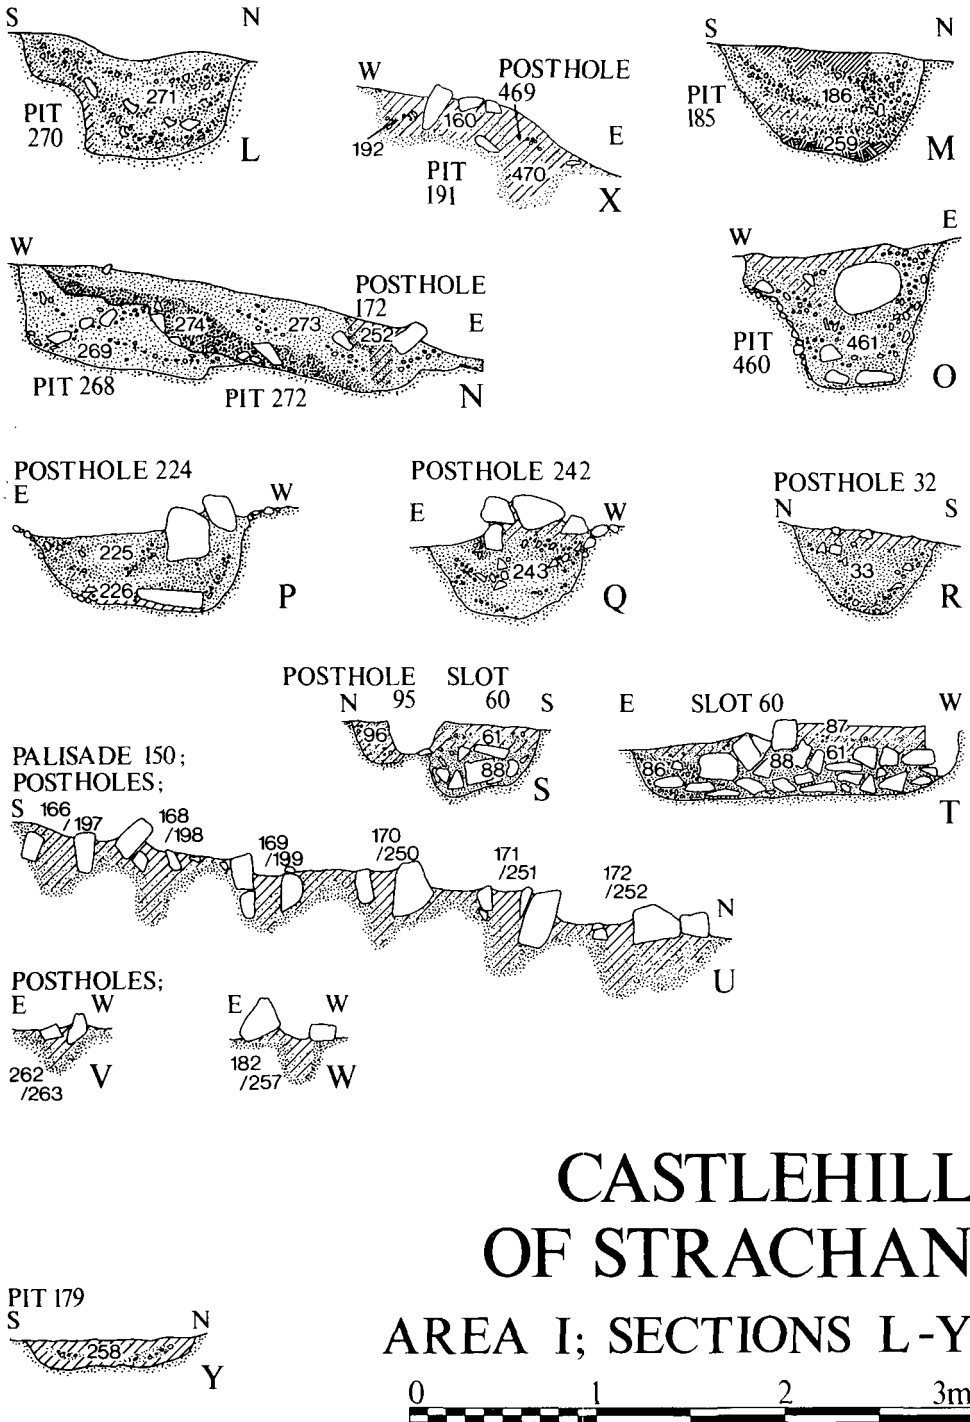 S N
PIT
270
271
L
W
POSTHOLE
469
160
192
PIT
191
470
E
X
S N
PIT
185
186
259
M
W
POSTHOLE
172
252
E
274
273
269
PIT 268
PIT 272
N
W E
PIT
460
461
O
POSTHOLE 224
E W
225
226
P
POSTHOLE 242
E W
243
Q
POSTHOLE 32
N S
33
R
POSTHOLE SLOT
N 95 60 S
96
61
88
S
E SLOT 60 W
87
86
88
61
T
PALISADE 150;
POSTHOLES;
S 166
/197
168
/198
169
/199
170
/250
171
/251
172
/252
N
U
POSTHOLES;
E W
262
/263
V
E W
182
/257
W
CASTLEHILL
OF STRACHAN
AREA I; SECTIONS L-Y
PIT 179
S N
258
Y
0 1 2 3m